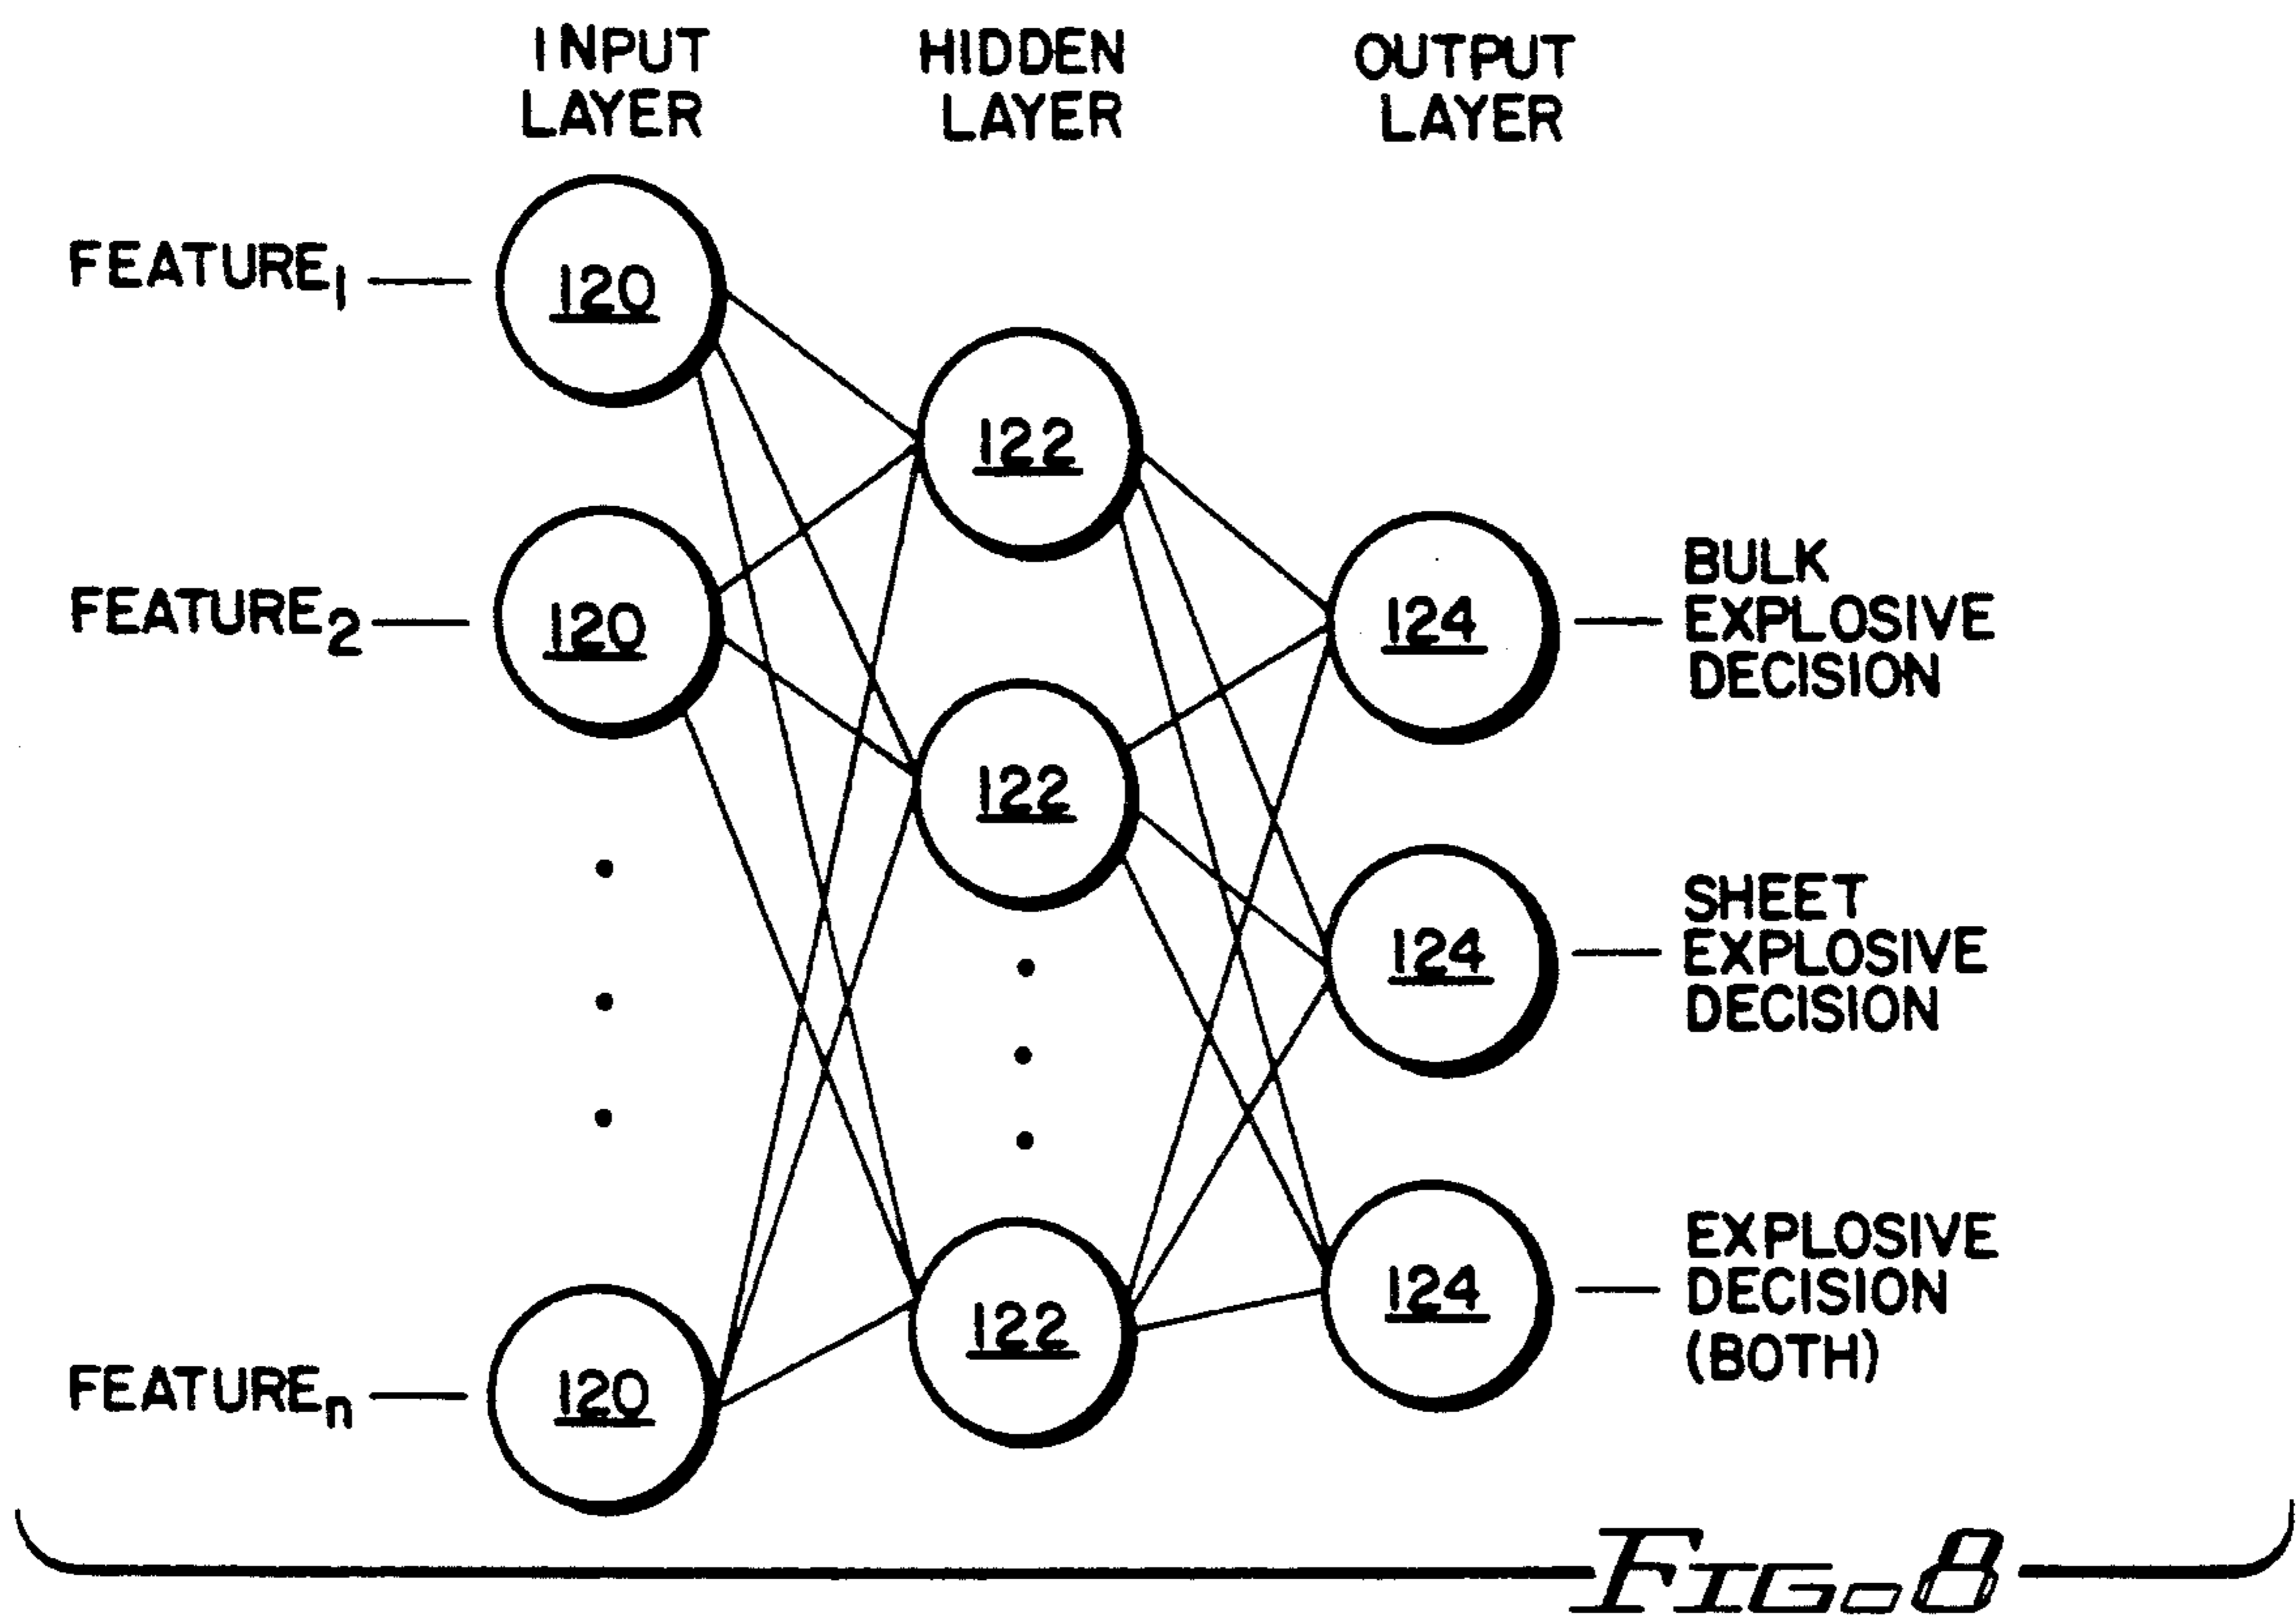 INPUT LAYER
HIDDEN LAYER
OUTPUT LAYER
FEATURE1
120
122
FEATURE2
120
124
BULK
EXPLOSIVE
DECISION
122
124
SHEET
EXPLOSIVE
DECISION
FEATUREn
120
122
124
EXPLOSIVE
DECISION
(BOTH)
FIG. 8